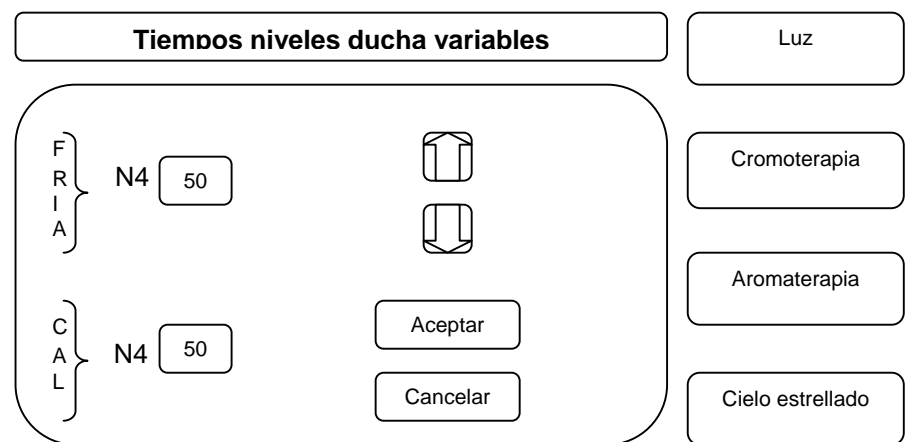 Tiempos niveles ducha variables
Luz
F
R
I
A
N4 50
Cromoterapia
Aromaterapia
C
A
L
N4 50
Aceptar
Cancelar
Cielo estrellado